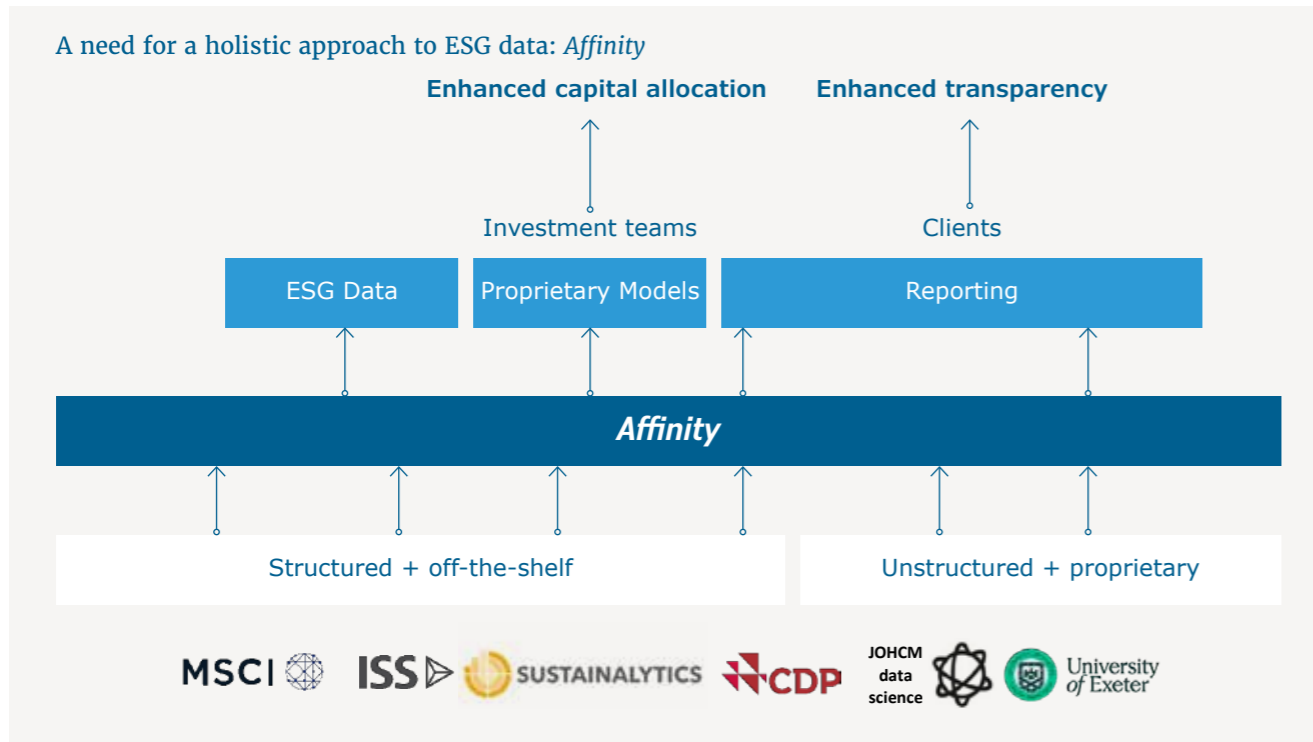 A need for a holistic approach to ESG data: Affinity
Enhanced capital allocation
Enhanced transparency
Investment teams
Clients
ESG Data
Proprietary Models
Reporting
Affinity
Structured + off-the-shelf
Unstructured + proprietary
MSCI
ISS
SUSTAINALYTICS
CDP
JOHCM
data
science
University
of Exeter